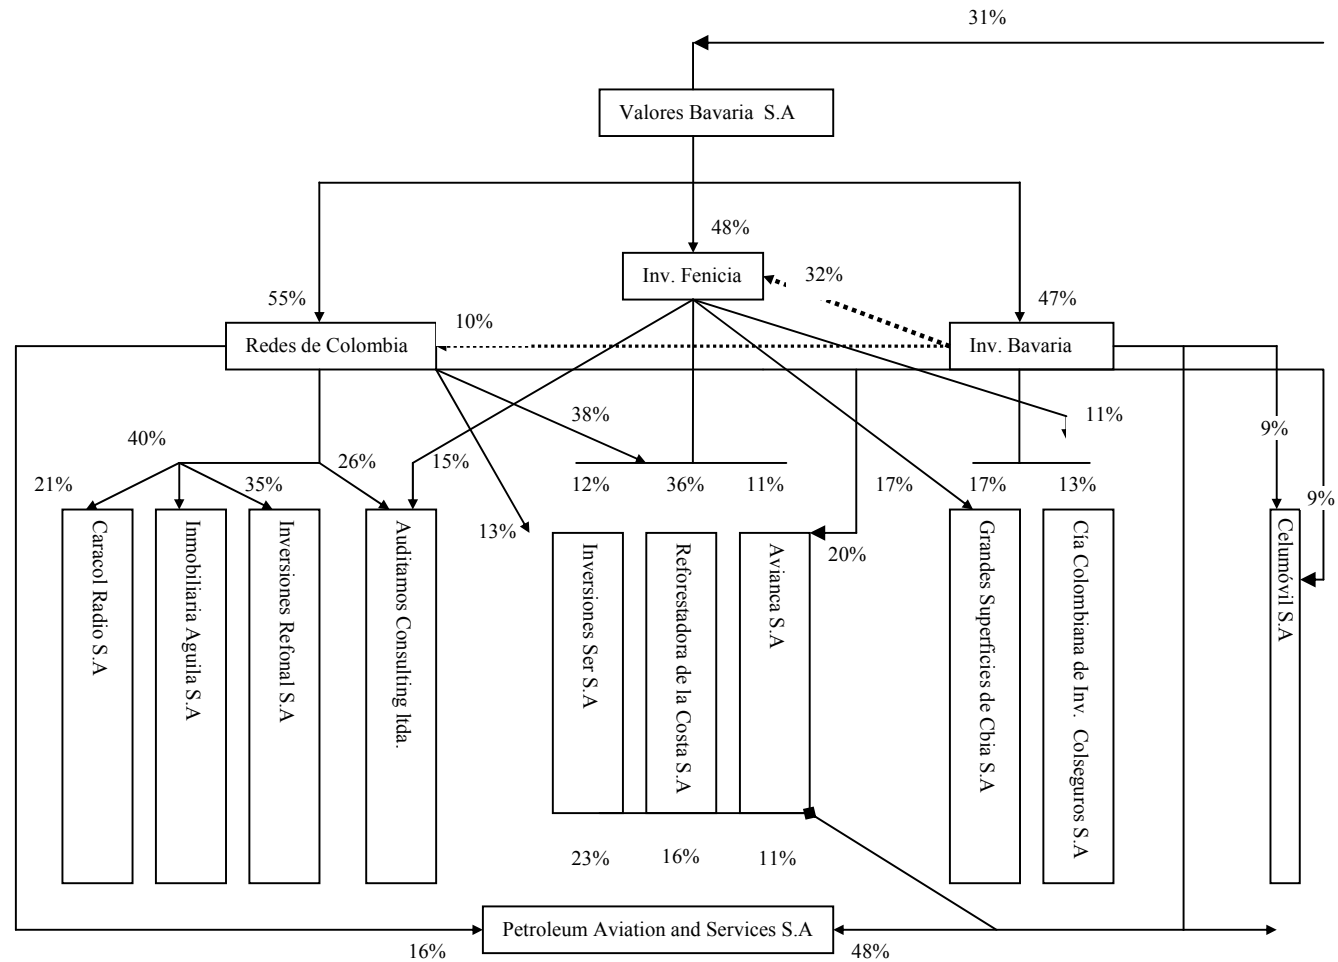 31%
Valores Bavaria S.A
48%
Inv. Fenicia
32%
55%
47%
10%
Redes de Colombia
Inv. Bavaria
38%
11%
40%
9%
26%
15%
21%
35%
12%
36%
11%
17%
17%
13%
9%
13%
20%
Caracol Radio S.A
Inmobiliaria Aguila S.A
Inversiones Refonal S.A
Auditamos Consulting ltda.
Inversiones Ser S.A
Reforestadora de la Costa S.A
Avianca S.A
Grandes Superficies de Cbia S.A
Cía Colombiana de Inv. Colseguros S.A
Celumóvil S.A
23%
16%
11%
Petroleum Aviation and Services S.A
16%
48%